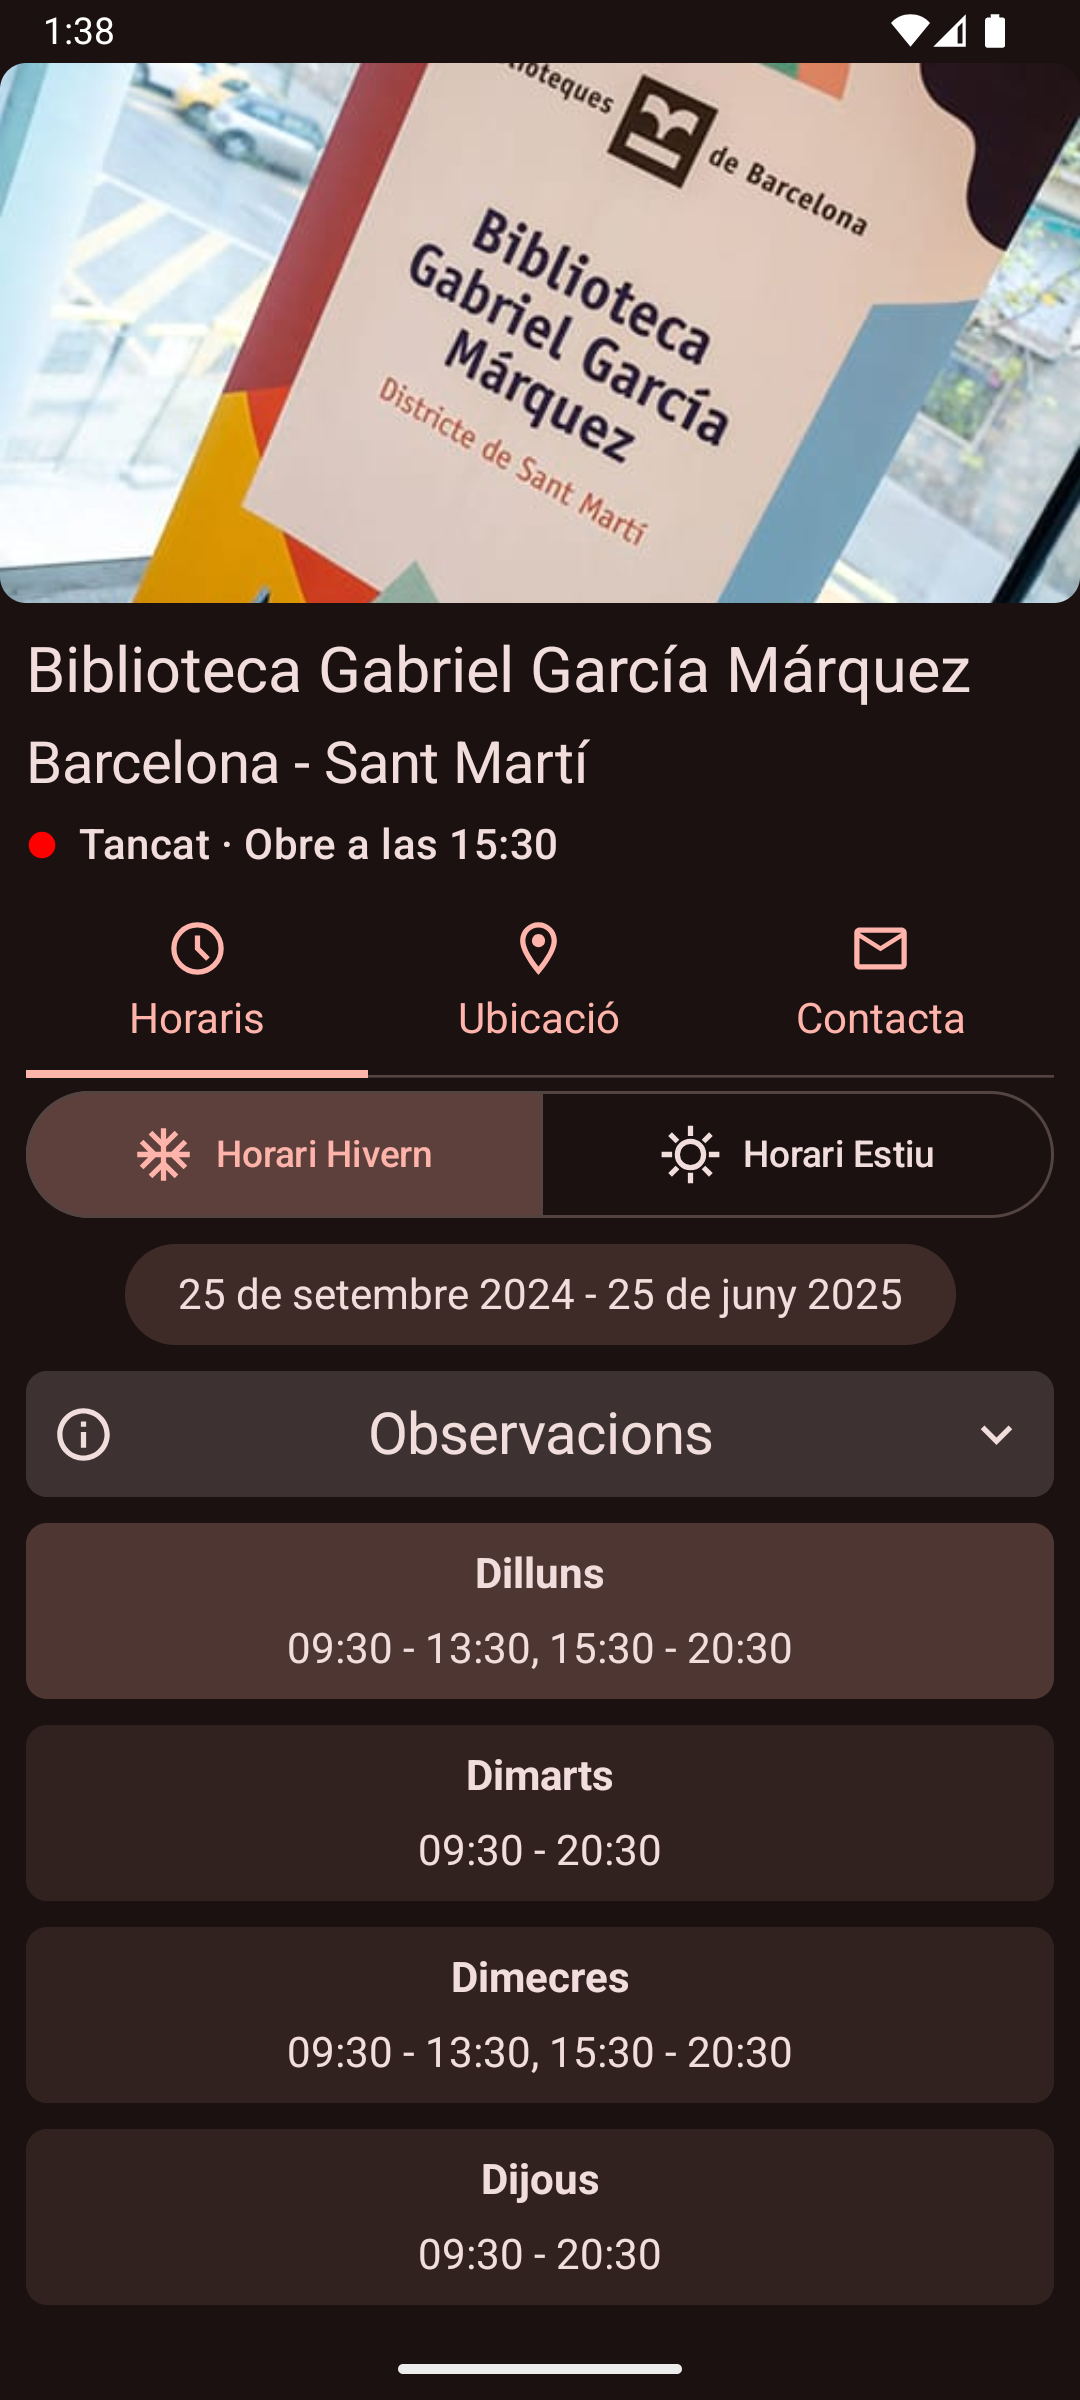 1:38
de Barcelona
Biblioteca
Gabriel García
Márquez
Districte de Sant Martí
Biblioteca Gabriel García Márquez
Barcelona - Sant Martí
Tancat · Obre a las 15:30
Horaris
Ubicació
Contacta
Horari Hivern
Horari Estiu
25 de setembre 2024 - 25 de juny 2025
Observacions
Dilluns
09:30 - 13:30, 15:30 - 20:30
Dimarts
09:30 - 20:30
Dimecres
09:30 - 13:30, 15:30 - 20:30
Dijous
09:30 - 20:30